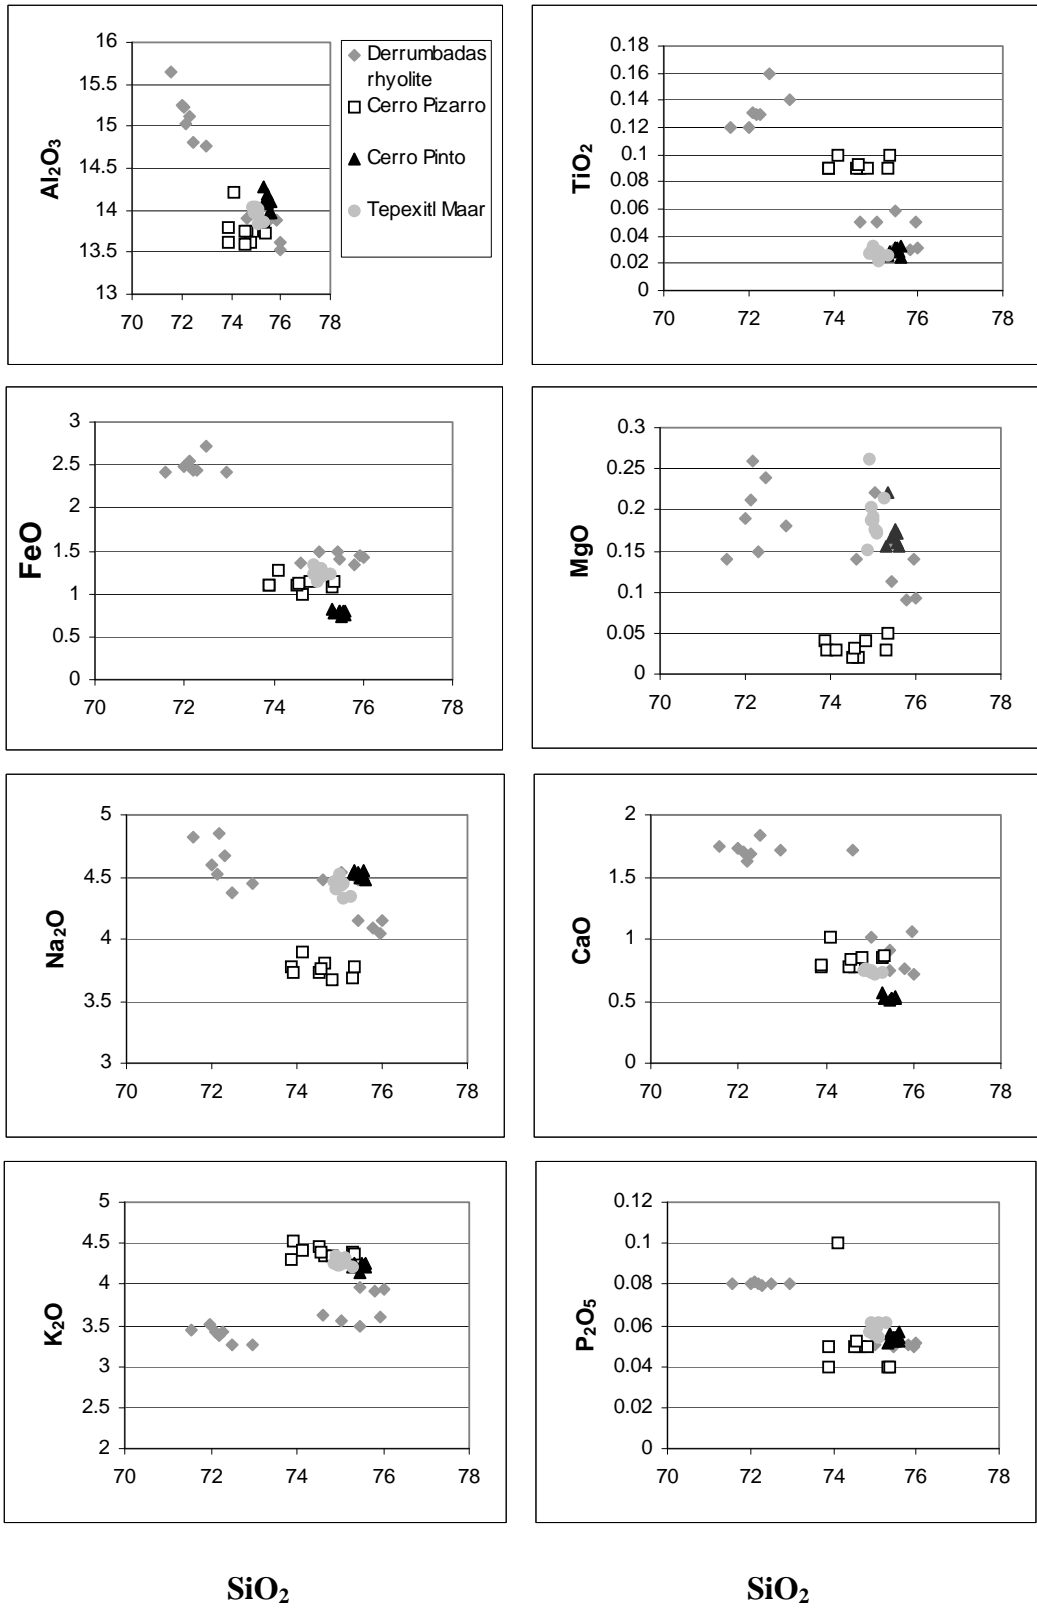 16
15.5
15
14.5
14
13.5
13
70 72 74 76 78
Al2O3
Derrumbadas
rhyolite
Cerro Pizarro
Cerro Pinto
Tepexitl Maar
0.18
0.16
0.14
0.12
0.1
0.08
0.06
0.04
0.02
0
70 72 74 76 78
TiO2
3
2.5
2
1.5
1
0.5
0
70 72 74 76 78
FeO
0.3
0.25
0.2
0.15
0.1
0.05
0
70 72 74 76 78
MgO
5
4.5
4
3.5
3
70 72 74 76 78
Na2O
2
1.5
1
0.5
0
70 72 74 76 78
CaO
5
4.5
4
3.5
3
2.5
2
70 72 74 76 78
K2O
0.12
0.1
0.08
0.06
0.04
0.02
0
70 72 74 76 78
P2O5
SiO2 SiO2